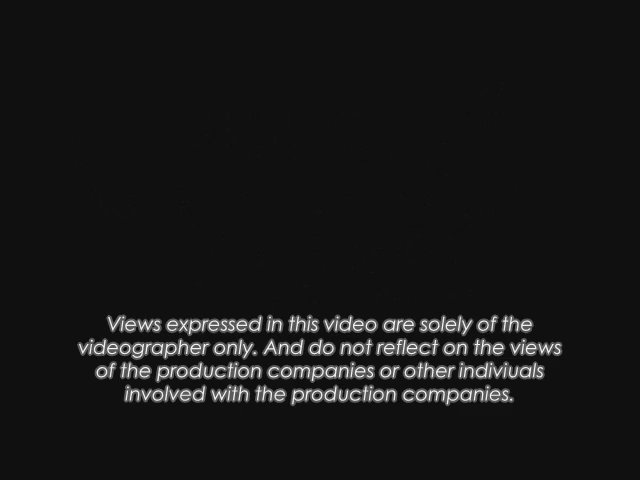 Views expressed in this video are solely of the
videographer only. And do not reflect on the views
of the production companies or other indiviuals
involved with the production companies.